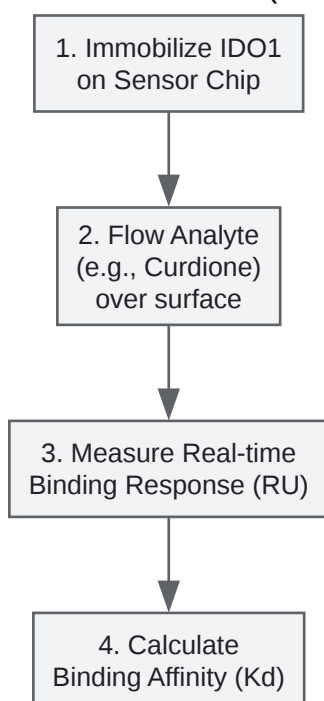 1. Immobilize IDO1
on Sensor Chip
2. Flow Analyte
(e.g., Curdione)
over surface
3. Measure Real-time
Binding Response (RU)
4. Calculate
Binding Affinity (Kd)